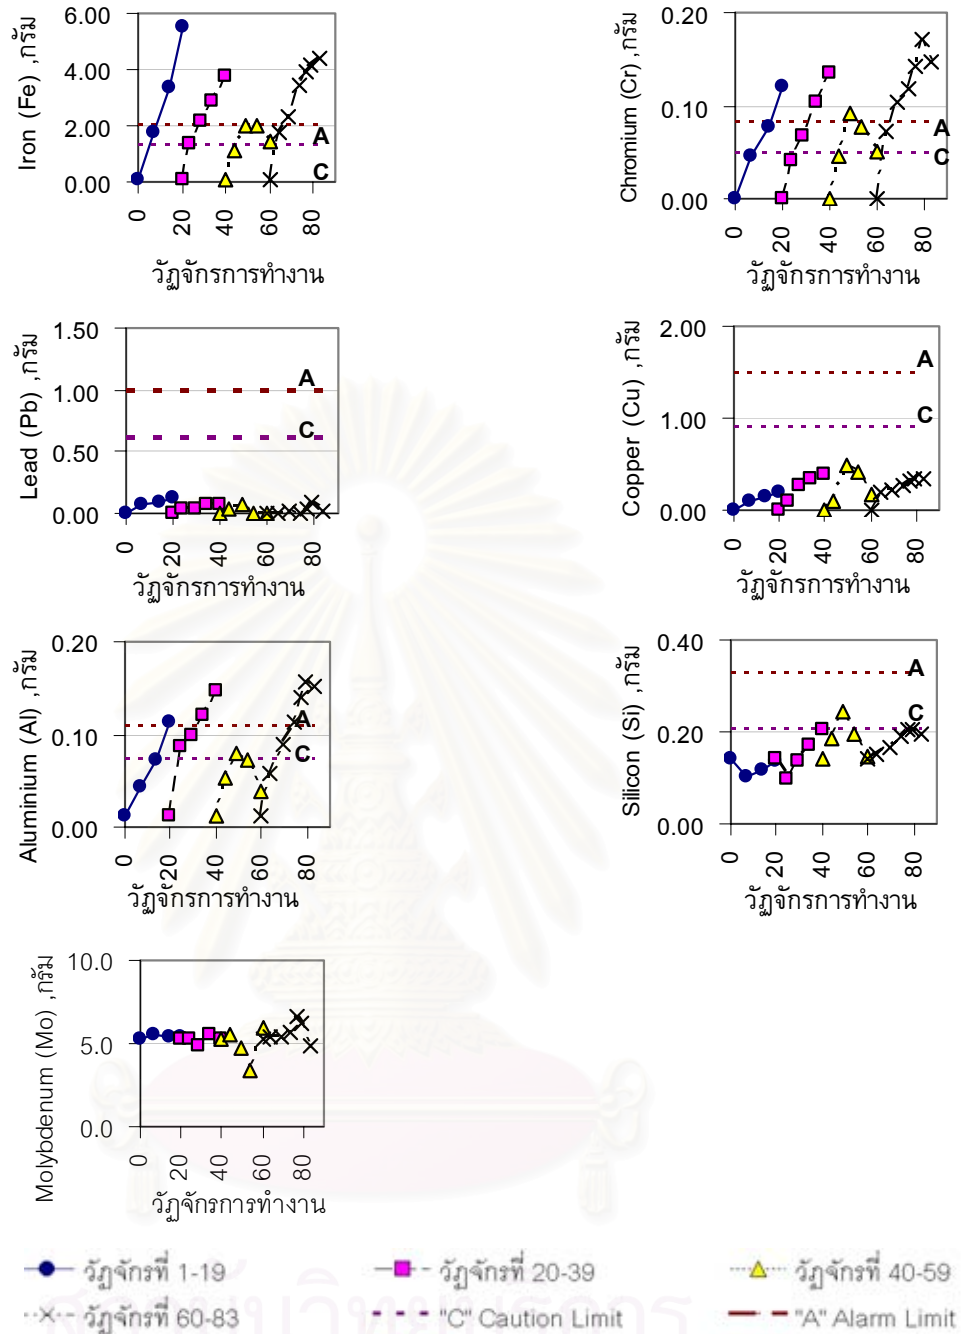 Iron (Fe) ,กรัม
6.00
4.00
2.00
0.00
A
C
0
20
40
60
80
วัฏจักรการทำงาน
Chromium (Cr) ,กรัม
0.20
0.10
0.00
A
C
0
20
40
60
80
วัฏจักรการทำงาน
Lead (Pb) ,กรัม
1.50
1.00
0.50
0.00
A
C
0
20
40
60
80
วัฏจักรการทำงาน
Copper (Cu) ,กรัม
2.00
1.00
0.00
A
C
0
20
40
60
80
วัฏจักรการทำงาน
Aluminium (Al) ,กรัม
0.20
0.10
0.00
A
C
0
20
40
60
80
วัฏจักรการทำงาน
Silicon (Si) ,กรัม
0.40
0.20
0.00
A
C
0
20
40
60
80
วัฏจักรการทำงาน
Molybdenum (Mo) ,กรัม
10.0
5.0
0.0
0
20
40
60
80
วัฏจักรการทำงาน
วัฏจักรที่ 1-19
วัฏจักรที่ 20-39
วัฏจักรที่ 40-59
วัฏจักรที่ 60-83
"C" Caution Limit
"A" Alarm Limit